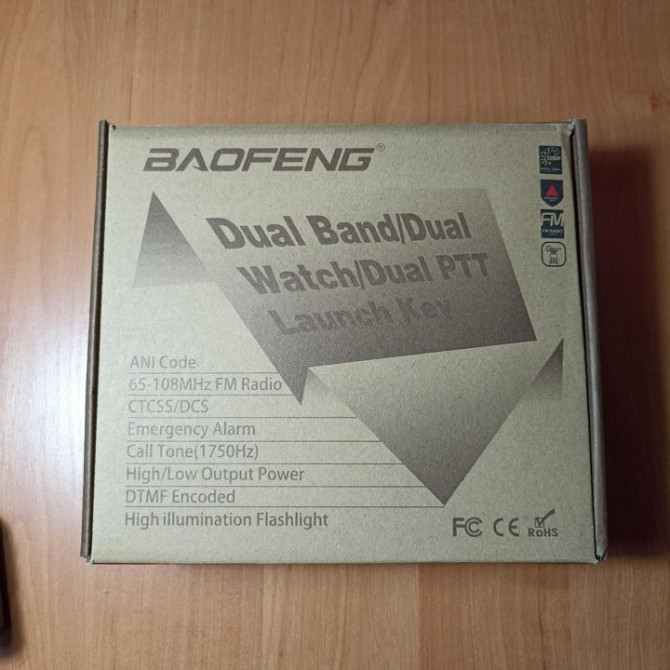 BAOFENG®
Dual Band/Dual
Watch/Dual PTT
Launch Key
ANI Code
65-108MHz FM Radio
CTCSS/DCS
Emergency Alarm
Call Tone(1750Hz)
High/Low Output Power
DTMF Encoded
High illumination Flashlight
FM
FC CE RoHS